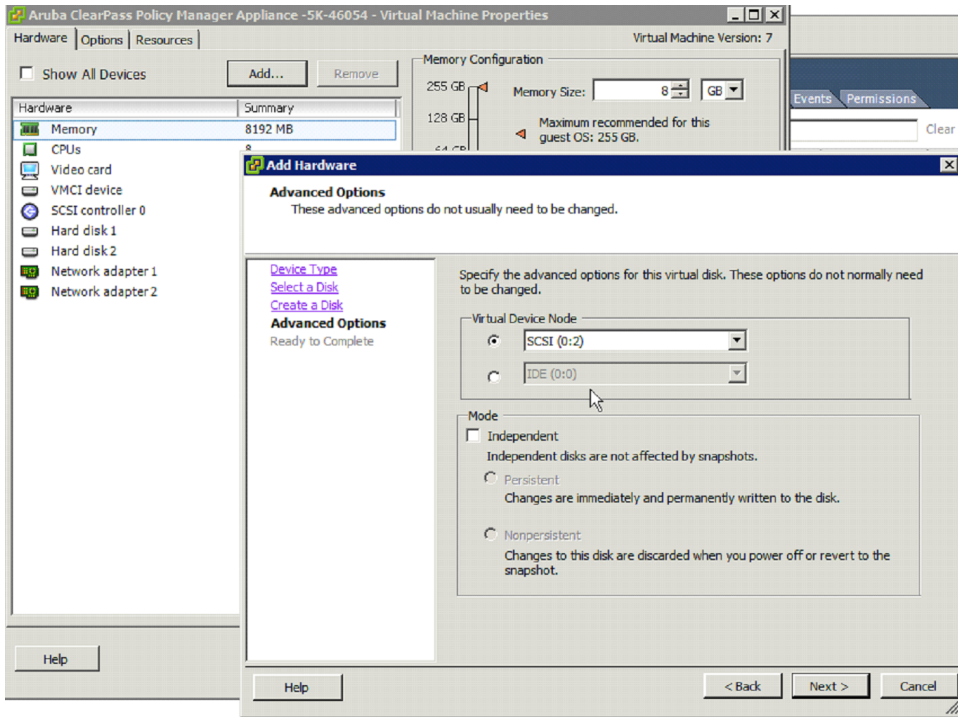 Aruba ClearPass Policy Manager Appliance -5K-46054 - Virtual Machine Properties
Hardware Options Resources
Virtual Machine Version: 7
Show All Devices
Add...
Remove
Memory Configuration
255 GB
Memory Size:
8
GB
128 GB
Maximum recommended for this
guest OS: 255 GB.
64 GB
Events Permissions
Clear
Hardware Summary
Memory 8192 MB
CPUs 8
Video card
VMCI device
SCSI controller 0
Hard disk 1
Hard disk 2
Network adapter 1
Network adapter 2
Help
Add Hardware
Advanced Options
These advanced options do not usually need to be changed.
Device Type
Select a Disk
Create a Disk
Advanced Options
Ready to Complete
Specify the advanced options for this virtual disk. These options do not normally need
to be changed.
Virtual Device Node
SCSI (0:2)
IDE (0:0)
Mode
Independent
Independent disks are not affected by snapshots.
Persistent
Changes are immediately and permanently written to the disk.
Nonpersistent
Changes to this disk are discarded when you power off or revert to the
snapshot.
Help
< Back
Next >
Cancel